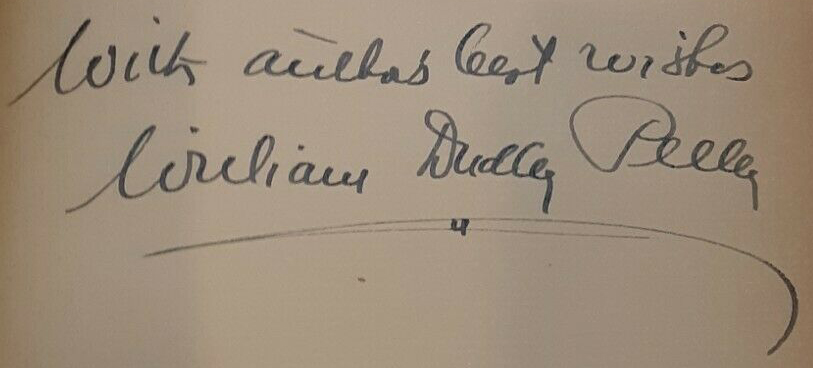 With authors best wishes
William Dudley Pelley